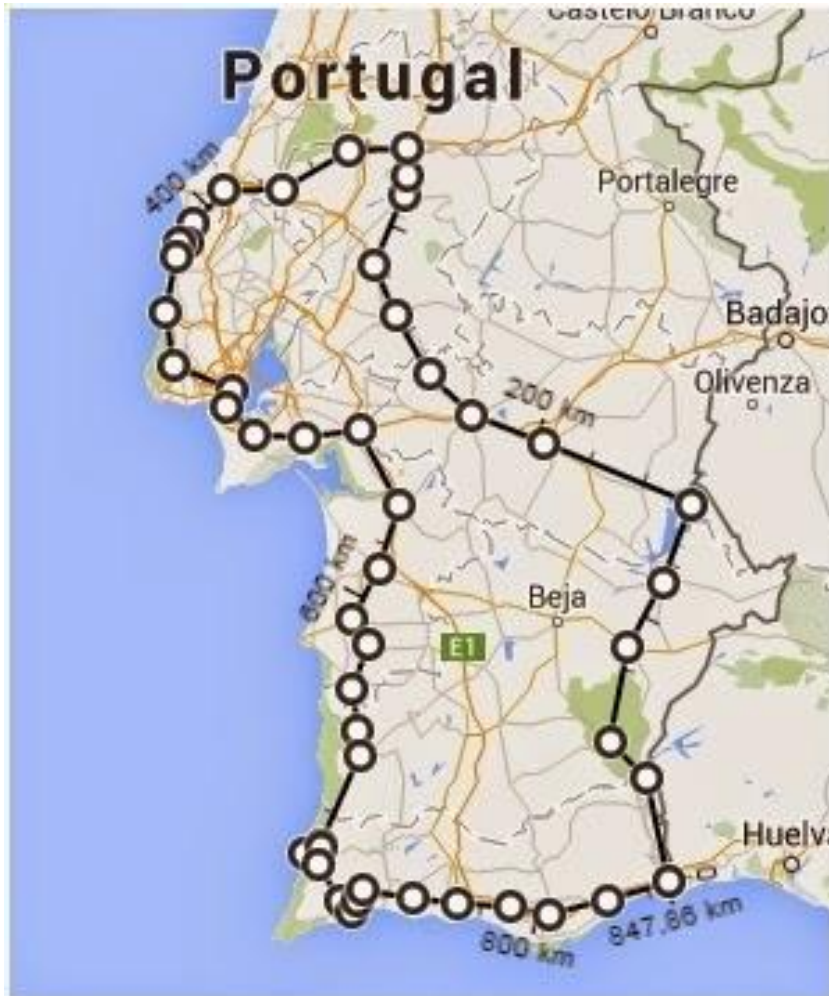 Castelo Branco
Portugal
400 km
Portalegre
Badajo
Olivenza
200 km
600 km
Beja
E1
Huelva
847.86 km
800 km